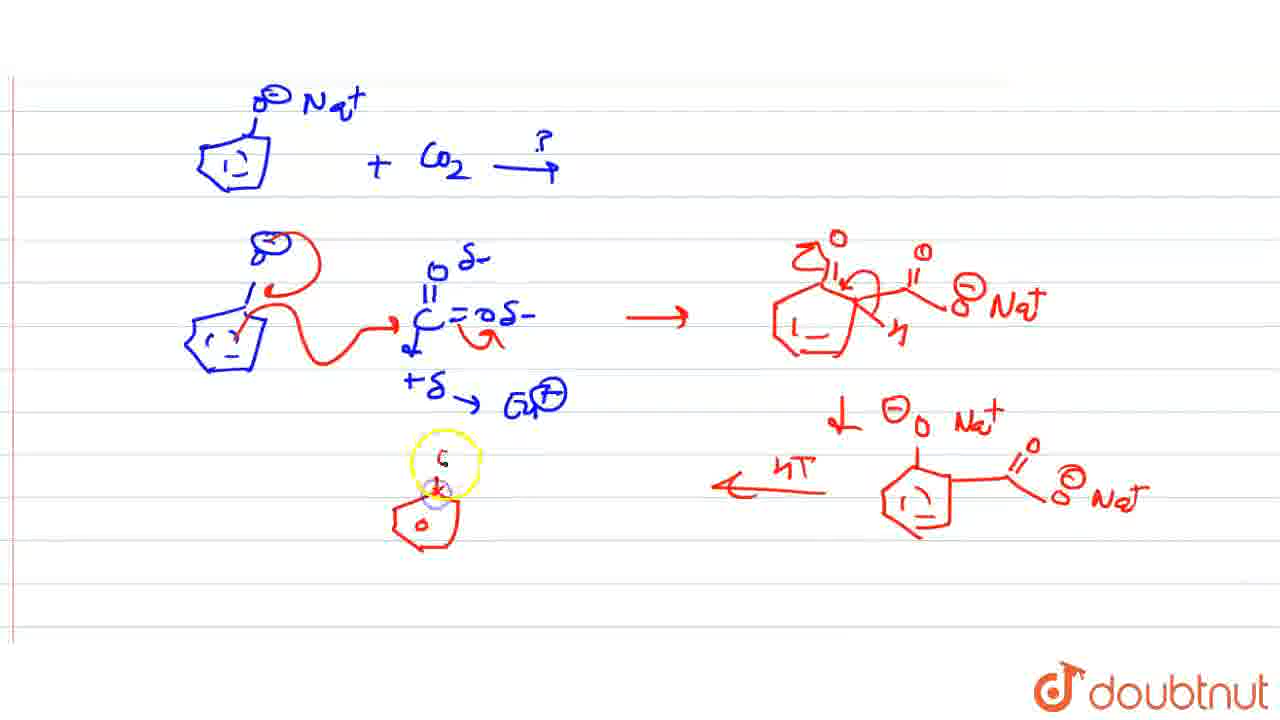 O⊖ Na+
+ CO2 ⟶ ?
O⊖
O δ-
C = O δ-
+δ → E+
O
O
O⊖ Na+
H
⊖O Na+
O
O⊖ Na+
H+
doubtnut